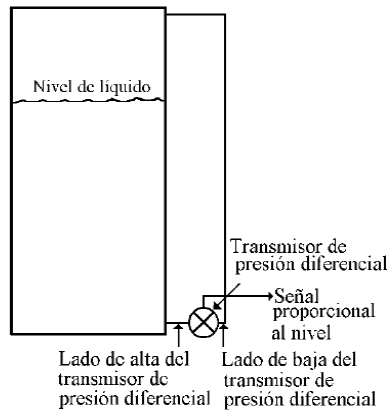 Nivel de líquido
Transmisor de
presión diferencial
Señal
proporcional
al nivel
Lado de alta del
transmisor de
presión diferencial
Lado de baja del
transmisor de
presión diferencial